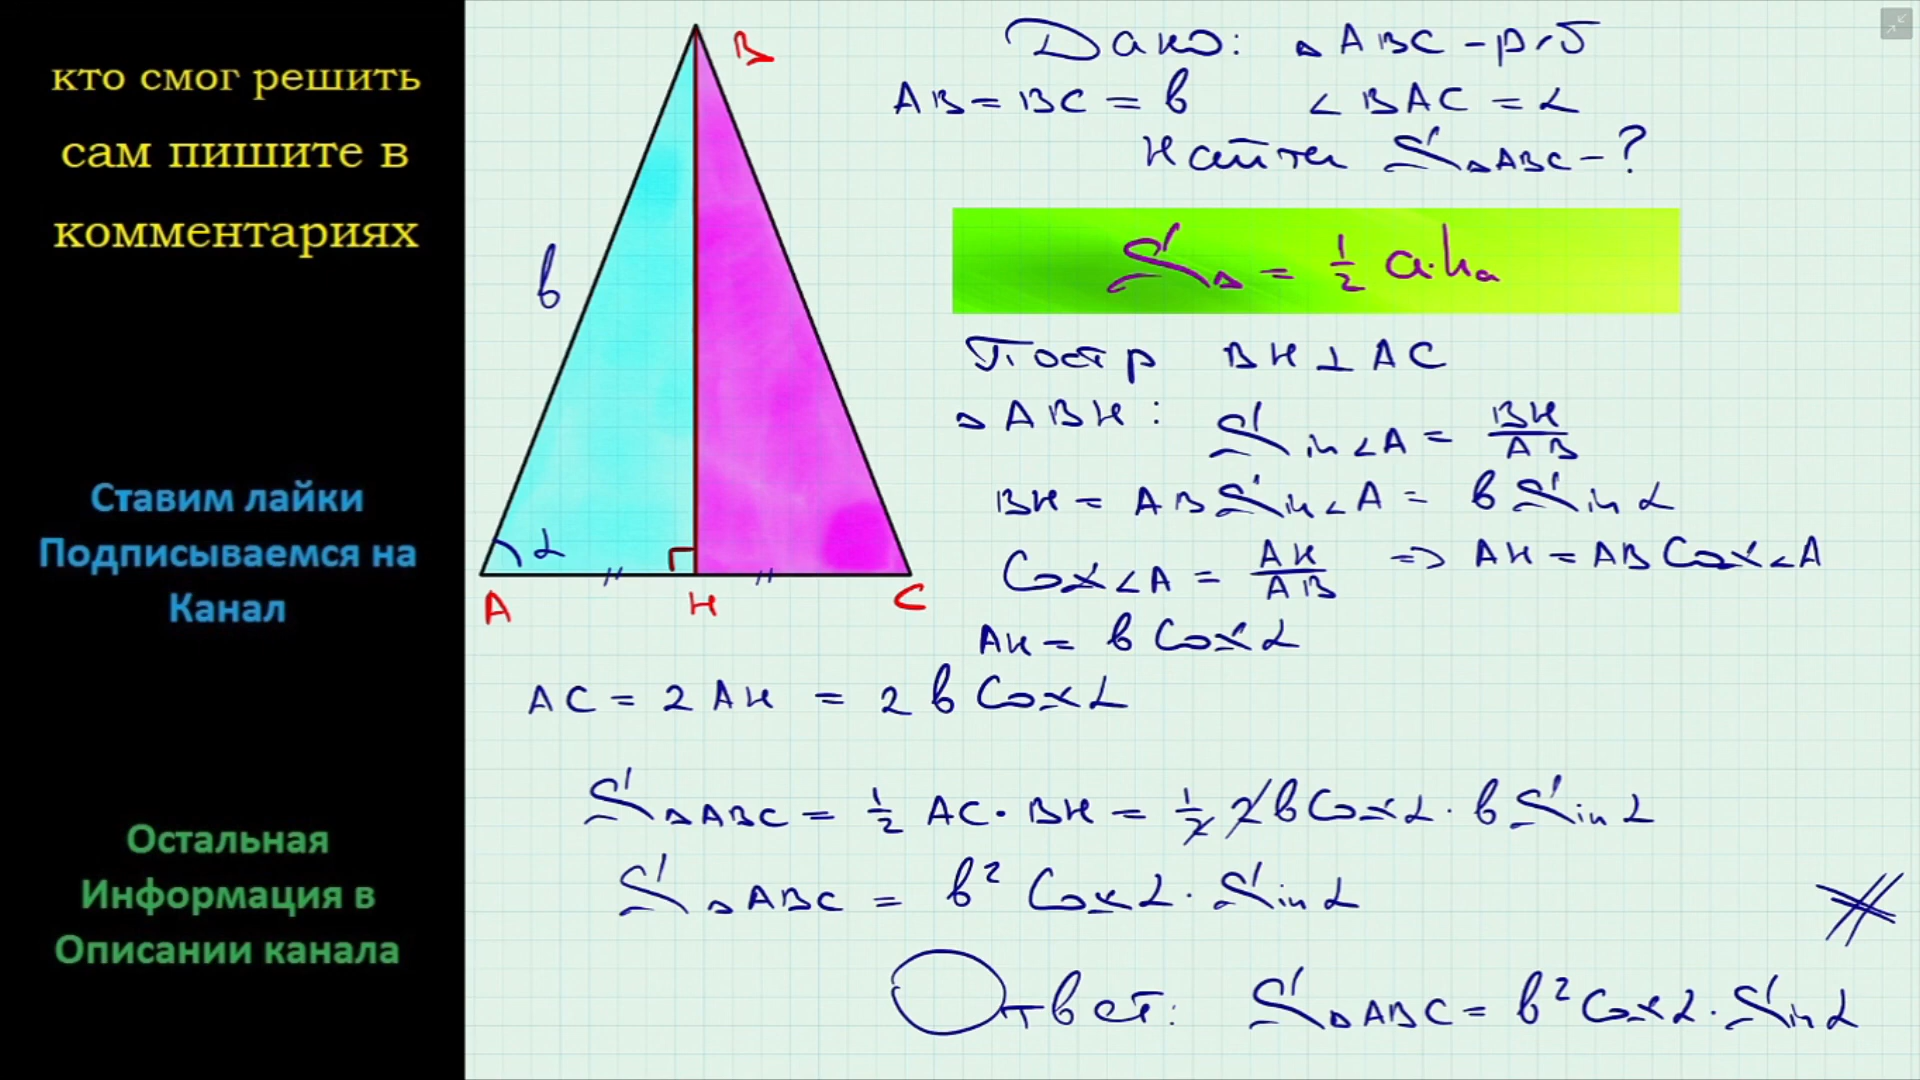 кто смог решить
сам пишите в
комментариях
Ставим лайки
Подписываемся на
Канал
Остальная
Информация в
Описании канала
B
в
α
A
H
C
Дано: △ABC - р/б
AB = BC = в ∠BAC = α
Найти S△ABC - ?
S△ = 1/2 a·hₐ
Постр BH ⊥ AC
△ABH: Sin∠A = BH/AB
BH = AB Sin∠A = в Sin α
Cos∠A = AH/AB => AH = AB Cos∠A
AH = в Cos α
AC = 2 AH = 2 в Cos α
S△ABC = 1/2 AC · BH = 1/2 2 в Cos α · в Sin α
S△ABC = в² Cos α · Sin α
Ответ: S△ABC = в² Cos α · Sin α